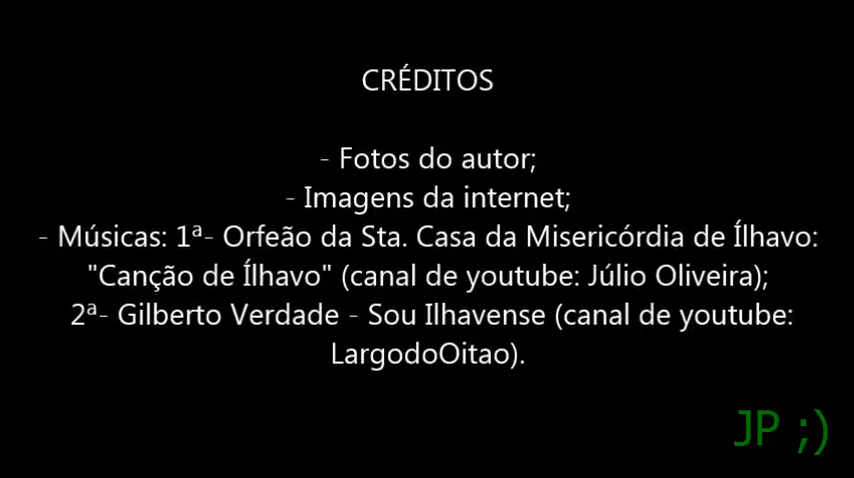 CRÉDITOS
- Fotos do autor;
- Imagens da internet;
- Músicas: 1ª- Orfeão da Sta. Casa da Misericórdia de Ílhavo:
"Canção de Ílhavo" (canal de youtube: Júlio Oliveira);
2ª- Gilberto Verdade - Sou Ilhavense (canal de youtube:
LargodoOitao).
JP ;)